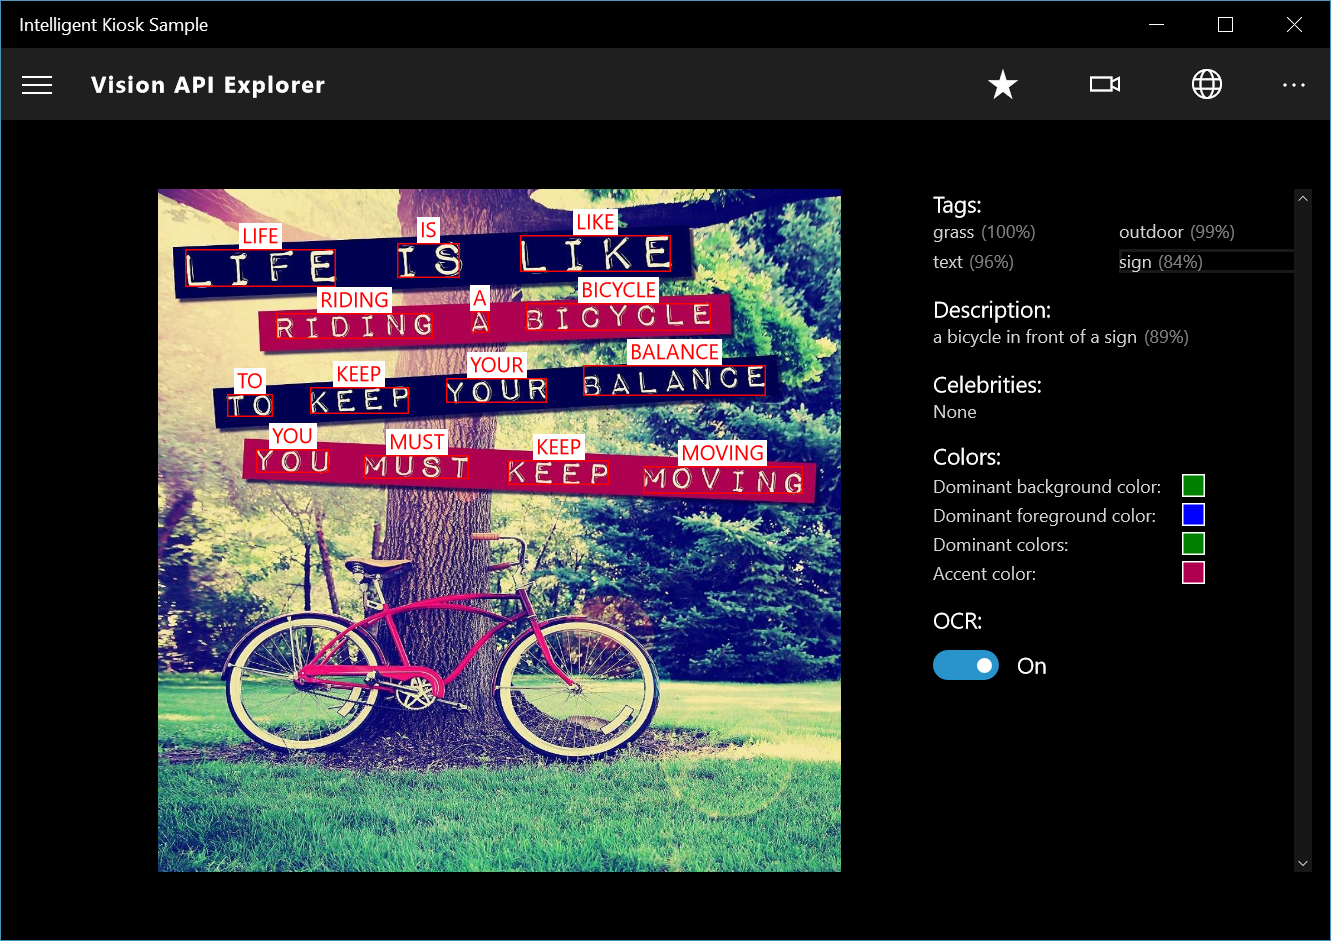 Intelligent Kiosk Sample
Vision API Explorer
LIFE IS LIKE
LIFE IS LIKE
RIDING A BICYCLE
RIDING A BICYCLE
TO KEEP YOUR BALANCE
TO KEEP YOUR BALANCE
YOU MUST KEEP MOVING
YOU MUST KEEP MOVING
Tags:
grass (100%) outdoor (99%)
text (96%) sign (84%)
Description:
a bicycle in front of a sign (89%)
Celebrities:
None
Colors:
Dominant background color:
Dominant foreground color:
Dominant colors:
Accent color:
OCR:
On